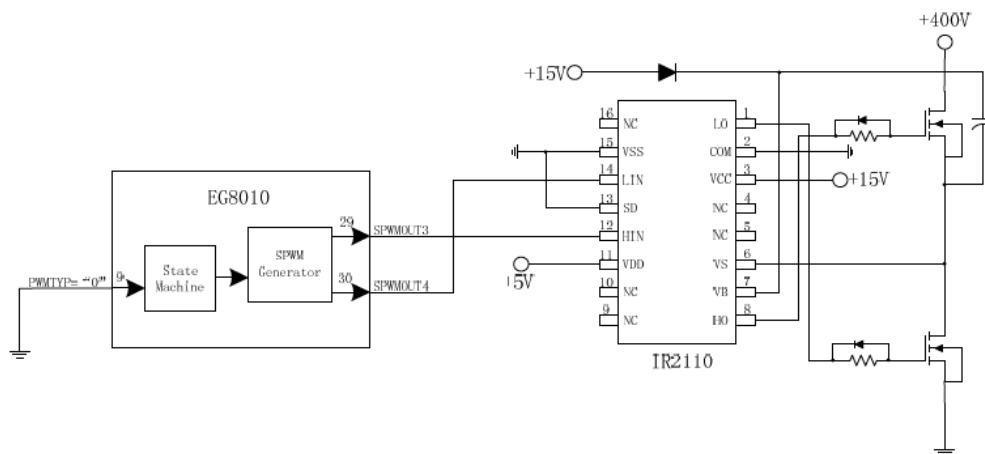 +400V
+15V
16
NC
LO
1
15
VSS
COM
2
14
LIN
VCC
3
+15V
EG8010
13
SD
NC
4
29
SPWMOUT3
12
HIN
NC
5
SPWM
Generator
State
Machine
PWMTYP= "0"
9
11
VDD
VS
6
+5V
30
SPWMOUT4
10
NC
VB
7
9
NC
HO
8
IR2110